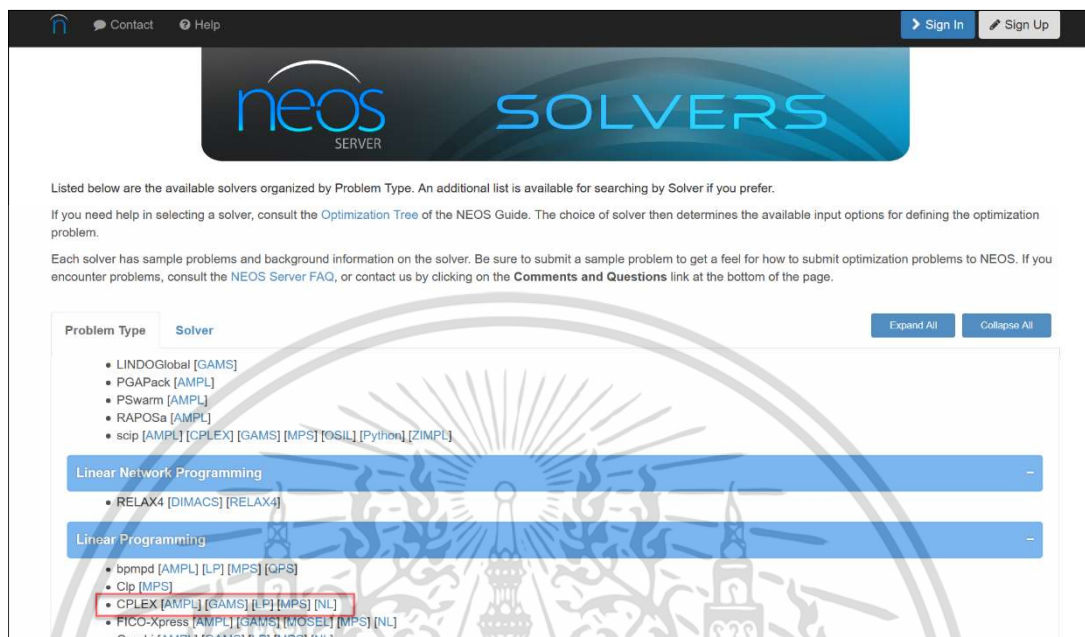 Contact Help Sign In Sign Up
neos SERVER SOLVERS
Listed below are the available solvers organized by Problem Type. An additional list is available for searching by Solver if you prefer.
If you need help in selecting a solver, consult the Optimization Tree of the NEOS Guide. The choice of solver then determines the available input options for defining the optimization
problem.
Each solver has sample problems and background information on the solver. Be sure to submit a sample problem to get a feel for how to submit optimization problems to NEOS. If you
encounter problems, consult the NEOS Server FAQ, or contact us by clicking on the Comments and Questions link at the bottom of the page.
Problem Type Solver Expand All Collapse All
LINDOGlobal [GAMS]
PGAPack [AMPL]
PSwarm [AMPL]
RAPOSa [AMPL]
scip [AMPL] [CPLEX] [GAMS] [MPS] [OSIL] [Python] [ZIMPL]
Linear Network Programming
RELAX4 [DIMACS] [RELAX4]
Linear Programming
bpmpd [AMPL] [LP] [MPS] [QPS]
Clp [MPS]
CPLEX [AMPL] [GAMS] [LP] [MPS] [NL]
FICO-Xpress [AMPL] [GAMS] [MOSEL] [MPS] [NL]